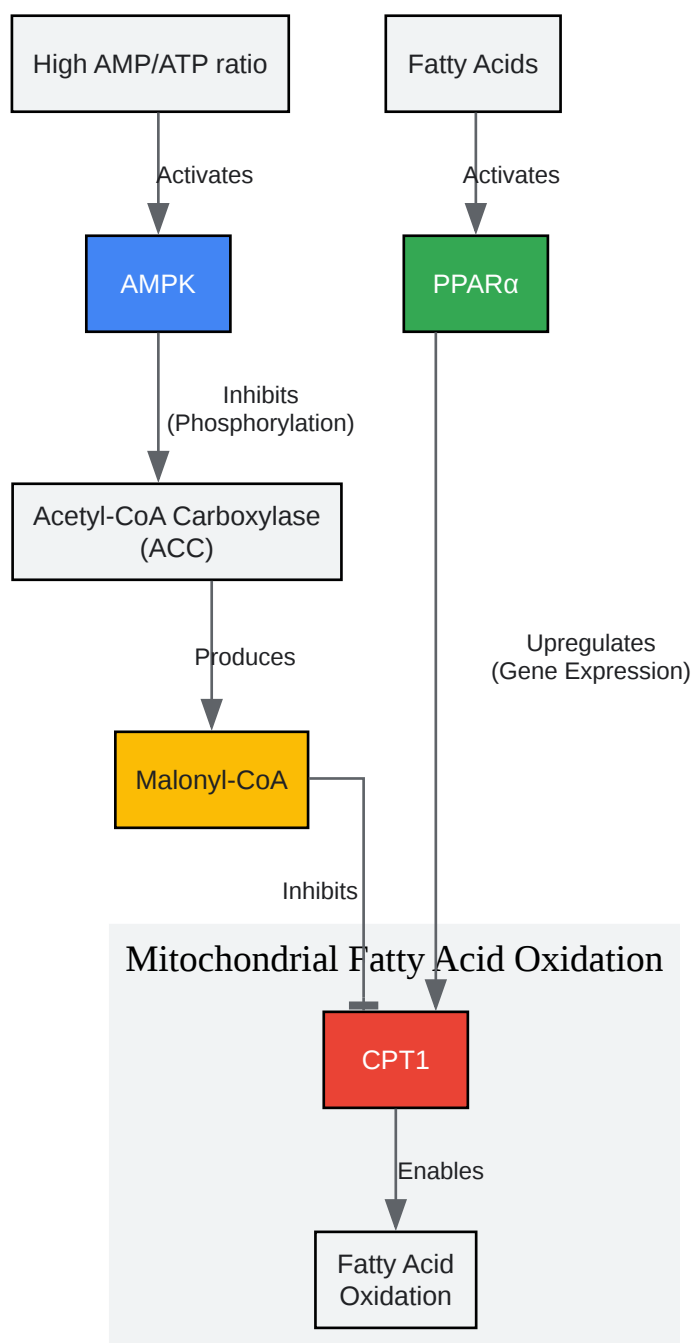 High AMP/ATP ratio
Fatty Acids
Activates
Activates
AMPK
PPARα
Inhibits
(Phosphorylation)
Acetyl-CoA Carboxylase
(ACC)
Produces
Upregulates
(Gene Expression)
Malonyl-CoA
Inhibits
Mitochondrial Fatty Acid Oxidation
CPT1
Enables
Fatty Acid
Oxidation